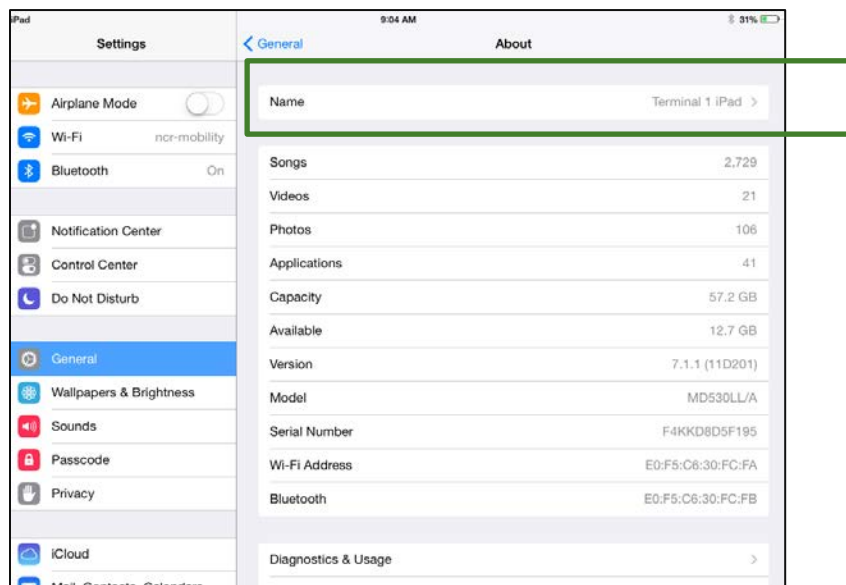 iPad 9:04 AM 31%
Settings
General About
Name Terminal 1 iPad
Airplane Mode
Wi-Fi ncr-mobility
Bluetooth On
Songs 2,729
Videos 21
Notification Center
Photos 106
Control Center
Applications 41
Do Not Disturb
Capacity 57.2 GB
Available 12.7 GB
General
Version 7.1.1 (11D201)
Wallpapers & Brightness
Model MD530LL/A
Sounds
Serial Number F4KKD8D5F195
Passcode
Wi-Fi Address E0:F5:C6:30:FC:FA
Privacy
Bluetooth E0:F5:C6:30:FC:FB
iCloud
Diagnostics & Usage
Mail, Contacts, Calendars